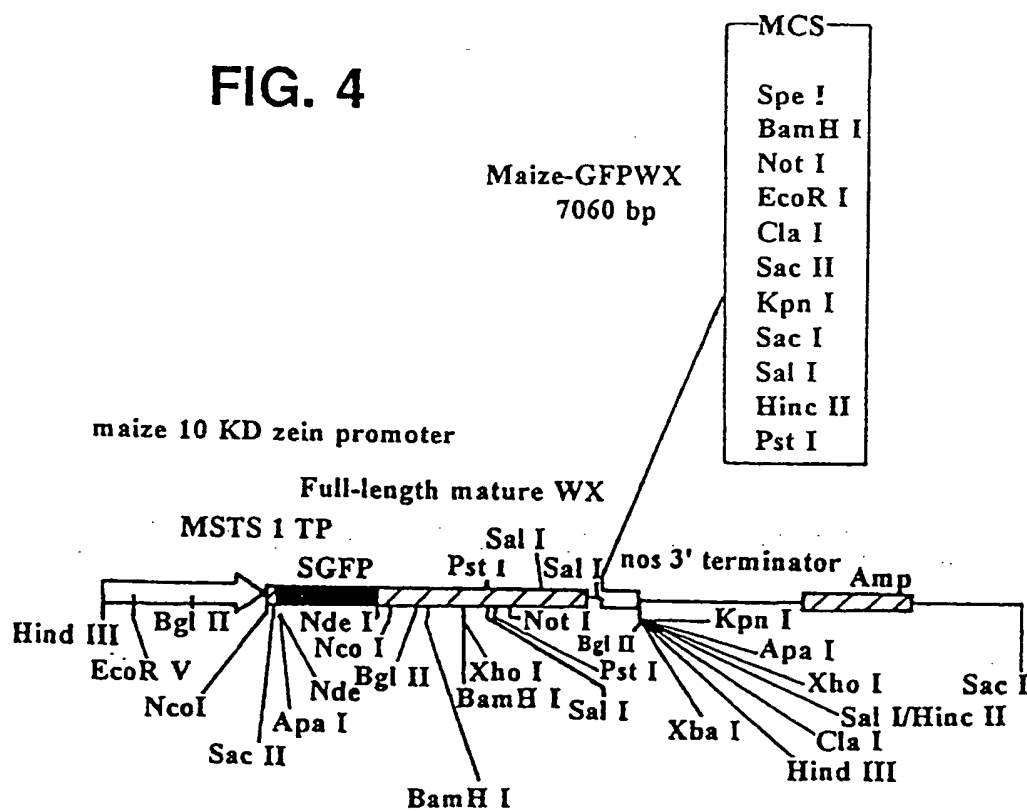 FIG. 4
MCS
Spe !
BamH I
Not I
EcoR I
Cla I
Sac II
Kpn I
Sac I
Sal I
Hinc II
Pst I
Maize-GFPWX
7060 bp
maize 10 KD zein promoter
Full-length mature WX
MSTS 1 TP
SGFP
Pst I
Sal I
Sal I
nos 3' terminator
Amp
Hind III
EcoR V
Bgl II
NcoI
Sac II
Apa I
Nde
Nde I
Nco I
Bgl II
BamH I
Xho I
BamH I
Not I
Pst I
Sal I
Bgl II
Xba I
Kpn I
Apa I
Xho I
Sal I/Hinc II
Cla I
Hind III
Sac I